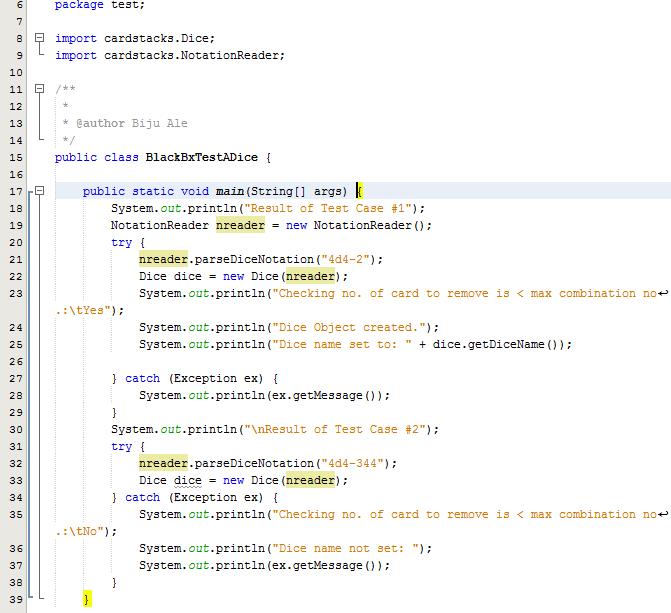 6 package test;
7
8 import cardstacks.Dice;
9 import cardstacks.NotationReader;
10
11 /**
12  *
13  * @author Biju Ale
14  */
15 public class BlackBxTestADice {
16
17     public static void main(String[] args) {
18         System.out.println("Result of Test Case #1");
19         NotationReader nreader = new NotationReader();
20         try {
21             nreader.parseDiceNotation("4d4-2");
22             Dice dice = new Dice(nreader);
23             System.out.println("Checking no. of card to remove is < max combination no↩
.:\tYes");
24             System.out.println("Dice Object created.");
25             System.out.println("Dice name set to: " + dice.getDiceName());
26
27         } catch (Exception ex) {
28             System.out.println(ex.getMessage());
29         }
30         System.out.println("\nResult of Test Case #2");
31         try {
32             nreader.parseDiceNotation("4d4-344");
33             Dice dice = new Dice(nreader);
34         } catch (Exception ex) {
35             System.out.println("Checking no. of card to remove is < max combination no↩
.:\tNo");
36             System.out.println("Dice name not set: ");
37             System.out.println(ex.getMessage());
38         }
39     }